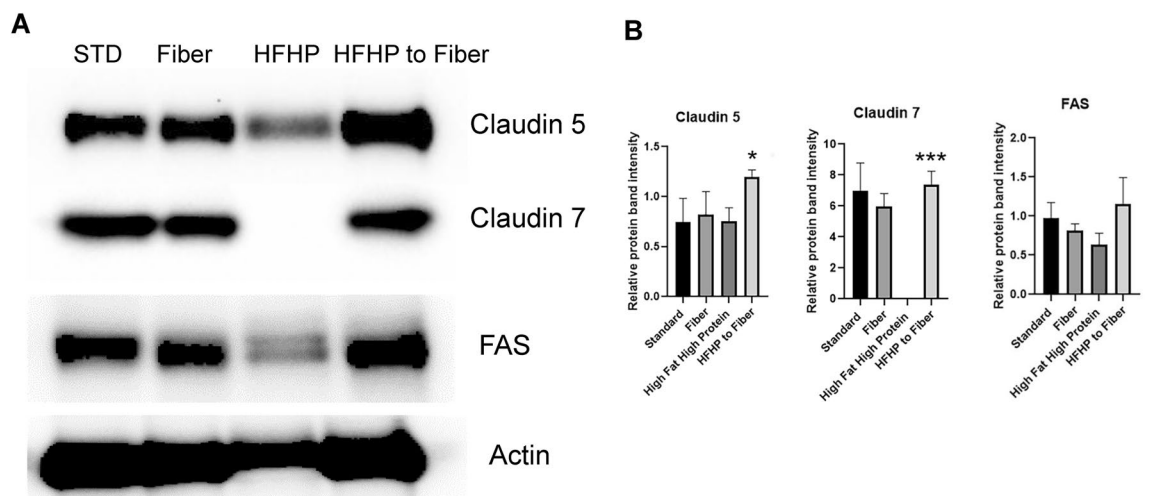 A
STD Fiber HFHP HFHP to Fiber
Claudin 5
Claudin 7
FAS
Actin
B
Claudin 5
Relative protein band intensity
1.5
1.0
0.5
0.0
*
Standard
Fiber
High Fat High Protein
HFHP to Fiber
Claudin 7
Relative protein band intensity
10
8
6
4
2
0
***
Standard
Fiber
High Fat High Protein
HFHP to Fiber
FAS
Relative protein band intensity
2.0
1.5
1.0
0.5
0.0
Standard
Fiber
High Fat High Protein
HFHP to Fiber